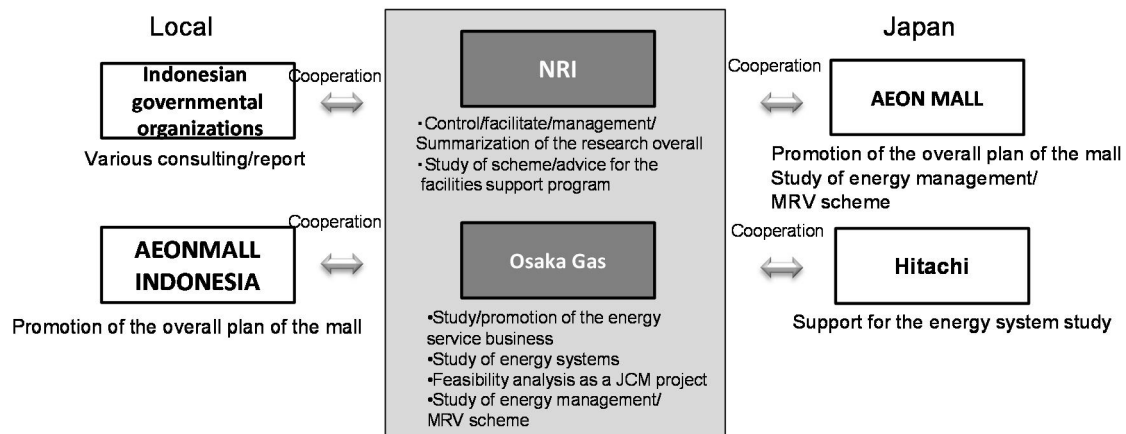 Local
Indonesian
governmental
organizations
Cooperation
Various consulting/report
AEONMALL
INDONESIA
Cooperation
Promotion of the overall plan of the mall
NRI
・Control/facilitate/management/
Summarization of the research overall
・Study of scheme/advice for the
facilities support program
Osaka Gas
•Study/promotion of the energy
service business
•Study of energy systems
•Feasibility analysis as a JCM project
•Study of energy management/
MRV scheme
Japan
Cooperation
AEON MALL
Promotion of the overall plan of the mall
Study of energy management/
MRV scheme
Cooperation
Hitachi
Support for the energy system study